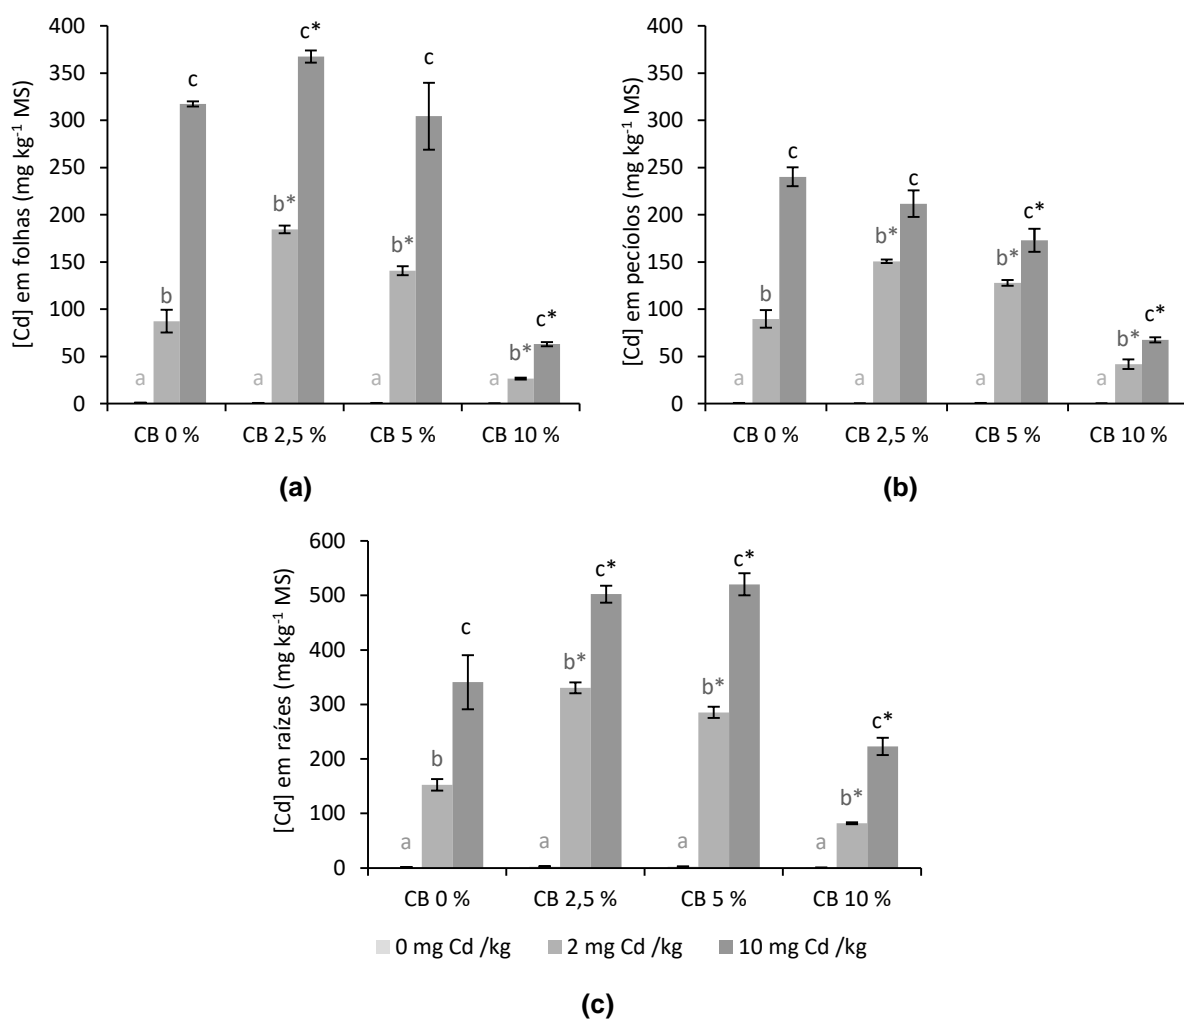 [Cd] em folhas (mg kg-1 MS)
400
350
300
250
200
150
100
50
0
a
b
c
a
b*
c*
a
b*
c
a
b*
c*
CB 0 %
CB 2,5 %
CB 5 %
CB 10 %
(a)
[Cd] em pecíolos (mg kg-1 MS)
400
350
300
250
200
150
100
50
0
a
b
c
a
b*
c
a
b*
c*
a
b*
c*
CB 0 %
CB 2,5 %
CB 5 %
CB 10 %
(b)
[Cd] em raízes (mg kg-1 MS)
600
500
400
300
200
100
0
a
b
c
a
b*
c*
a
b*
c*
a
b*
c*
CB 0 %
CB 2,5 %
CB 5 %
CB 10 %
0 mg Cd /kg
2 mg Cd /kg
10 mg Cd /kg
(c)